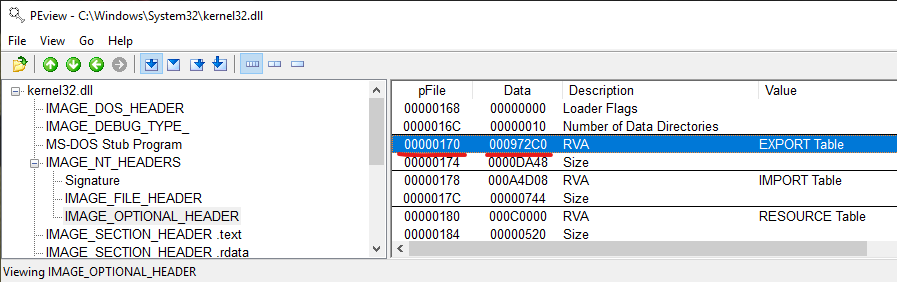 PEview - C:\Windows\System32\kernel32.dll
File View Go Help
kernel32.dll
IMAGE_DOS_HEADER
IMAGE_DEBUG_TYPE_
MS-DOS Stub Program
IMAGE_NT_HEADERS
Signature
IMAGE_FILE_HEADER
IMAGE_OPTIONAL_HEADER
IMAGE_SECTION_HEADER .text
IMAGE_SECTION_HEADER .rdata
pFile Data Description Value
00000168 00000000 Loader Flags
0000016C 00000010 Number of Data Directories
00000170 000972C0 RVA EXPORT Table
00000174 0000DA48 Size
00000178 000A4D08 RVA IMPORT Table
0000017C 00000744 Size
00000180 000C0000 RVA RESOURCE Table
00000184 00000520 Size
Viewing IMAGE_OPTIONAL_HEADER